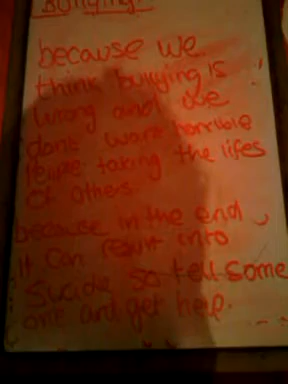 BULLYING!
because we
think bullying is
wrong and we
dont want horrible
people taking the lifes
of others.
because in the end
it can result into
Suicide so tell some
one and get help.